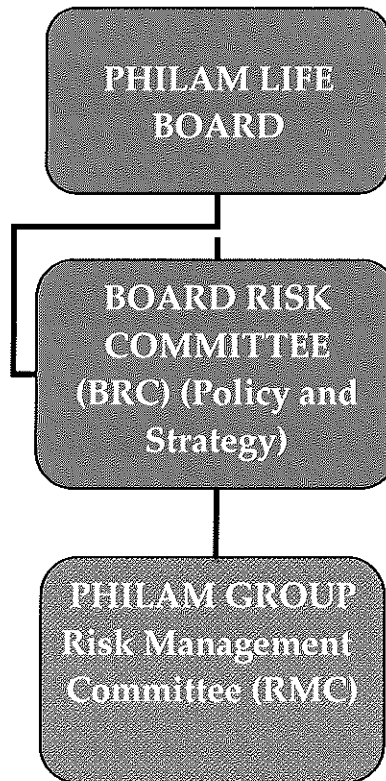 PHILAM LIFE
BOARD
BOARD RISK
COMMITTEE
(BRC) (Policy and
Strategy)
PHILAM GROUP
Risk Management
Committee (RMC)